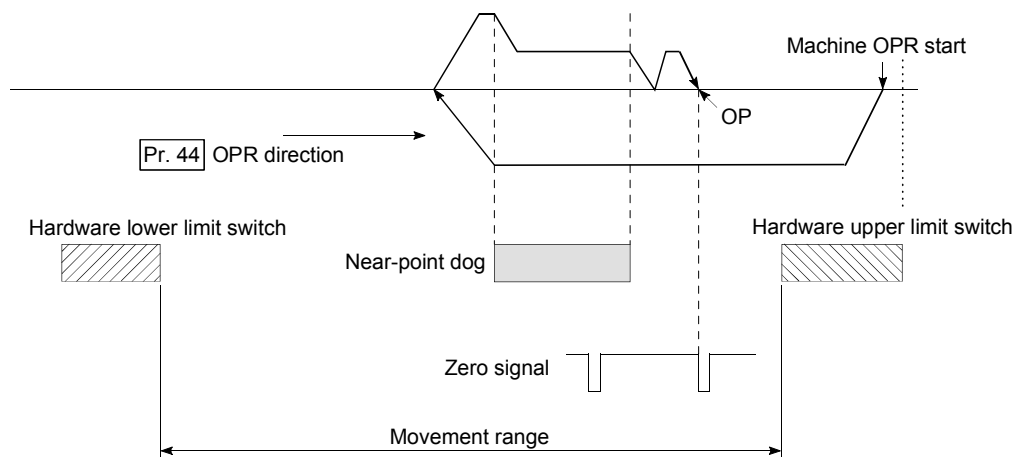 Machine OPR start
OP
Pr. 44 OPR direction
Hardware lower limit switch
Hardware upper limit switch
Near-point dog
Zero signal
Movement range